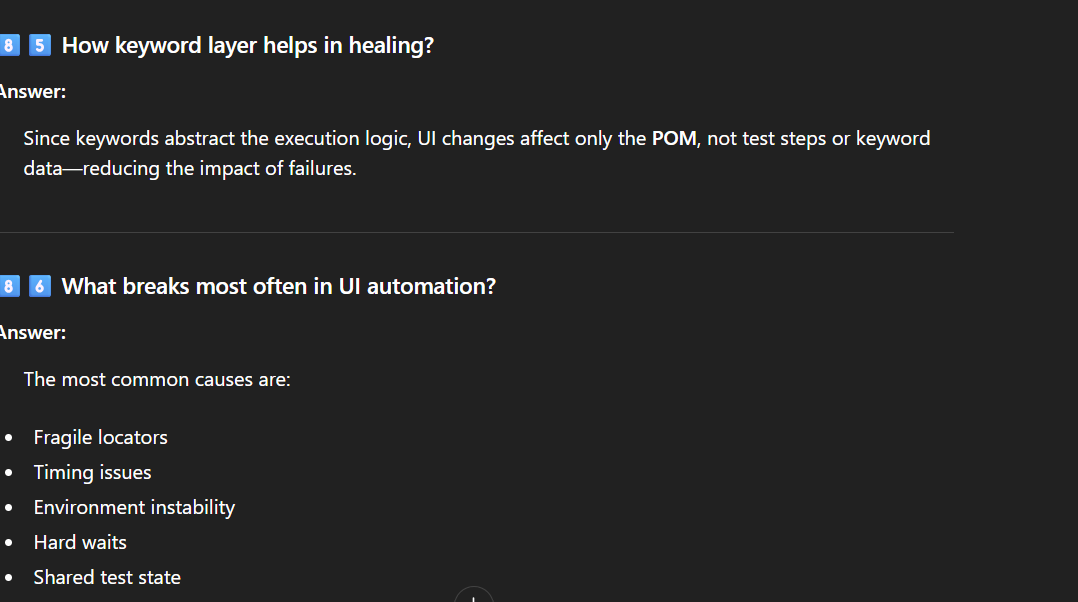 8 5 How keyword layer helps in healing?
Answer:
Since keywords abstract the execution logic, UI changes affect only the POM, not test steps or keyword
data—reducing the impact of failures.
8 6 What breaks most often in UI automation?
Answer:
The most common causes are:
• Fragile locators
• Timing issues
• Environment instability
• Hard waits
• Shared test state